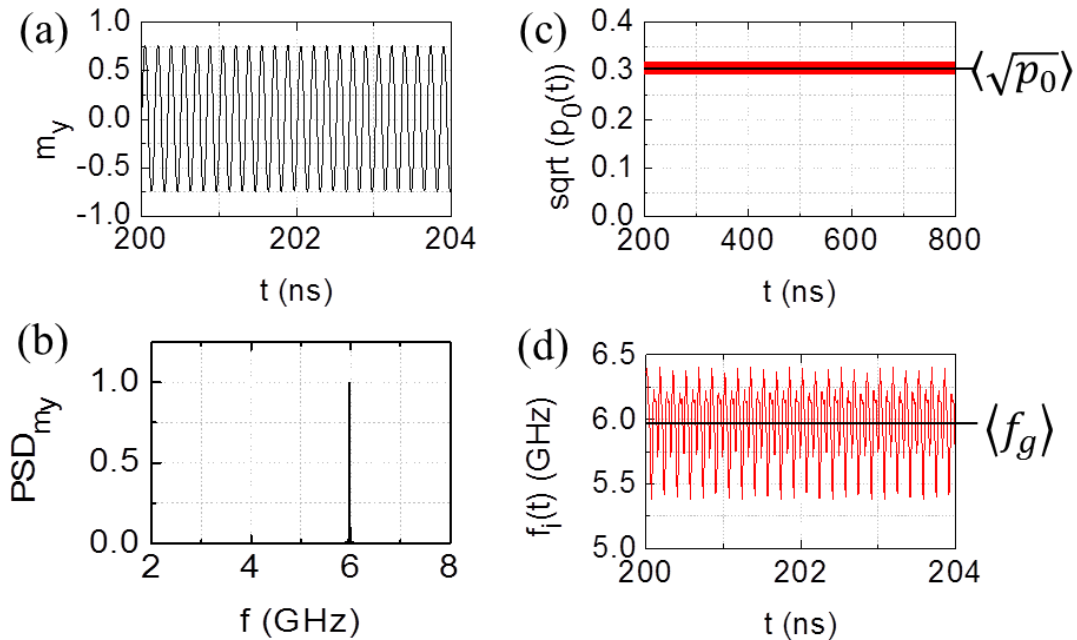 (a)
1.0
0.5
0.0
-0.5
-1.0
m_y
200 202 204
t (ns)
(c)
0.4
0.3
0.2
0.1
0.0
sqrt (p_0(t))
200 400 600 800
t (ns)
⟨√p_0⟩
(b)
1.0
0.5
0.0
PSD_my
2 4 6 8
f (GHz)
(d)
6.5
6.0
5.5
5.0
f_i(t) (GHz)
200 202 204
t (ns)
⟨f_g⟩